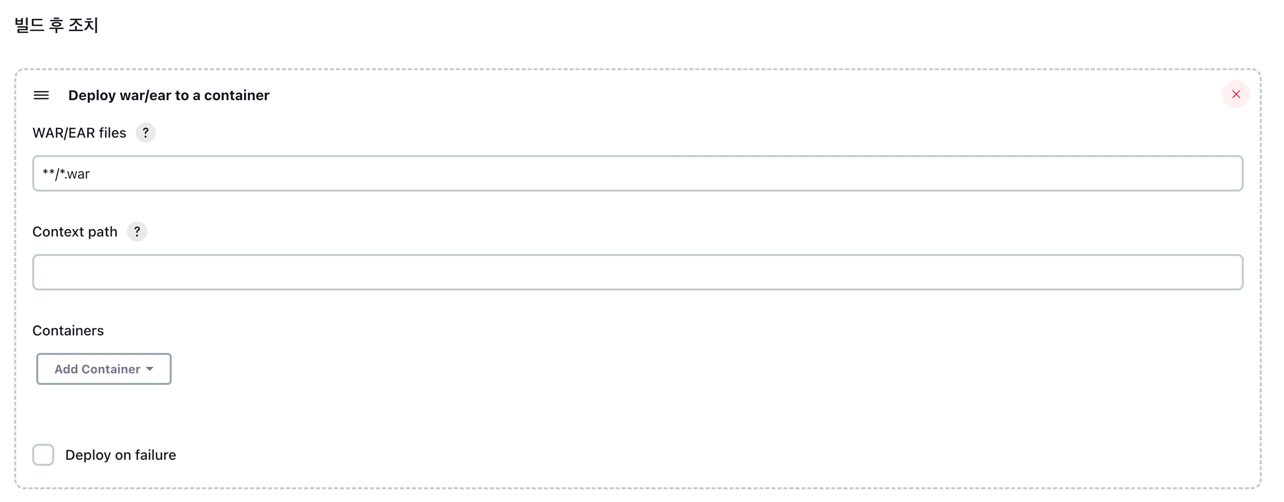 빌드 후 조치
Deploy war/ear to a container
WAR/EAR files ?
**/*.war
Context path ?
Containers
Add Container
Deploy on failure